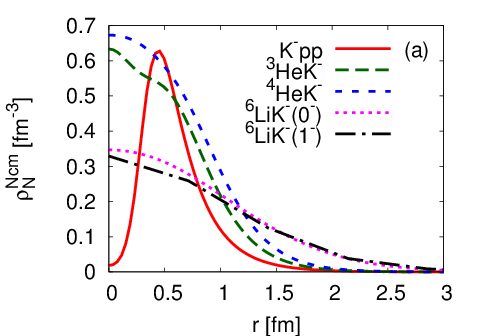 0.7
0.6
0.5
0.4
0.3
0.2
0.1
0
ρ_N^Ncm [fm⁻³]
K⁻pp (a)
³HeK⁻
⁴HeK⁻
⁶LiK⁻(0⁻)
⁶LiK⁻(1⁻)
0 0.5 1 1.5 2 2.5 3
r [fm]